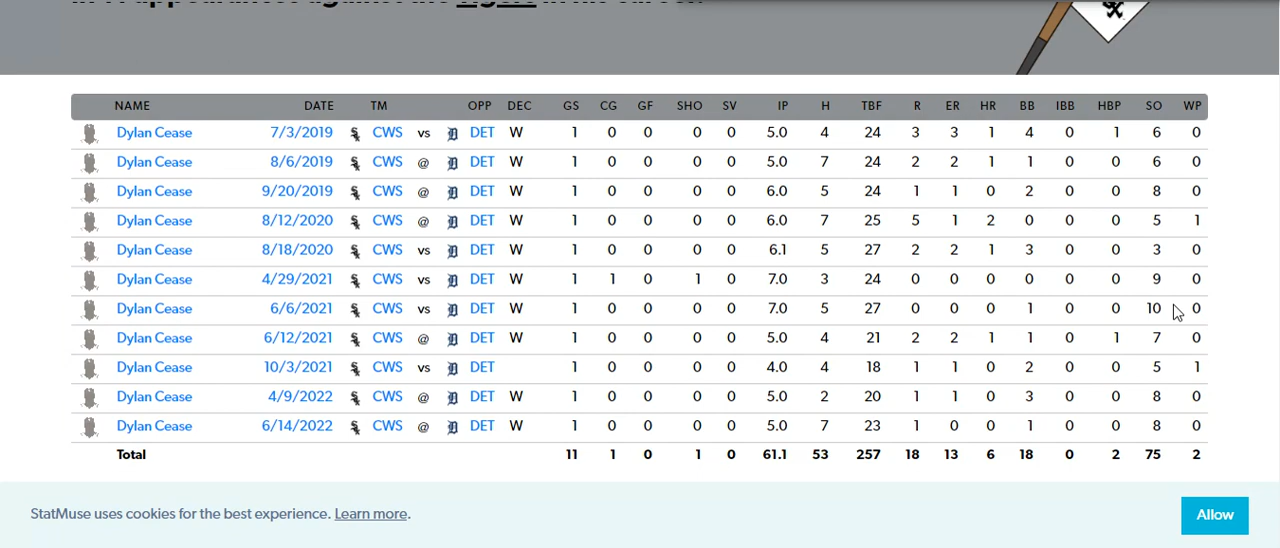 NAME DATE TM OPP DEC GS CG GF SHO SV IP H TBF R ER HR BB IBB HBP SO WP
Dylan Cease 7/3/2019 CWS vs DET W 1 0 0 0 0 5.0 4 24 3 3 1 4 0 1 6 0
Dylan Cease 8/6/2019 CWS @ DET W 1 0 0 0 0 5.0 7 24 2 2 1 1 0 0 6 0
Dylan Cease 9/20/2019 CWS @ DET W 1 0 0 0 0 6.0 5 24 1 1 0 2 0 0 8 0
Dylan Cease 8/12/2020 CWS @ DET W 1 0 0 0 0 6.0 7 25 5 1 2 0 0 0 5 1
Dylan Cease 8/18/2020 CWS vs DET W 1 0 0 0 0 6.1 5 27 2 2 1 3 0 0 3 0
Dylan Cease 4/29/2021 CWS vs DET W 1 1 0 1 0 7.0 3 24 0 0 0 0 0 0 9 0
Dylan Cease 6/6/2021 CWS vs DET W 1 0 0 0 0 7.0 5 27 0 0 0 1 0 0 10 0
Dylan Cease 6/12/2021 CWS @ DET W 1 0 0 0 0 5.0 4 21 2 2 1 1 0 1 7 0
Dylan Cease 10/3/2021 CWS vs DET 1 0 0 0 0 4.0 4 18 1 1 0 2 0 0 5 1
Dylan Cease 4/9/2022 CWS @ DET W 1 0 0 0 0 5.0 2 20 1 1 0 3 0 0 8 0
Dylan Cease 6/14/2022 CWS @ DET W 1 0 0 0 0 5.0 7 23 1 0 0 1 0 0 8 0
Total 11 1 0 1 0 61.1 53 257 18 13 6 18 0 2 75 2
StatMuse uses cookies for the best experience. Learn more.
Allow